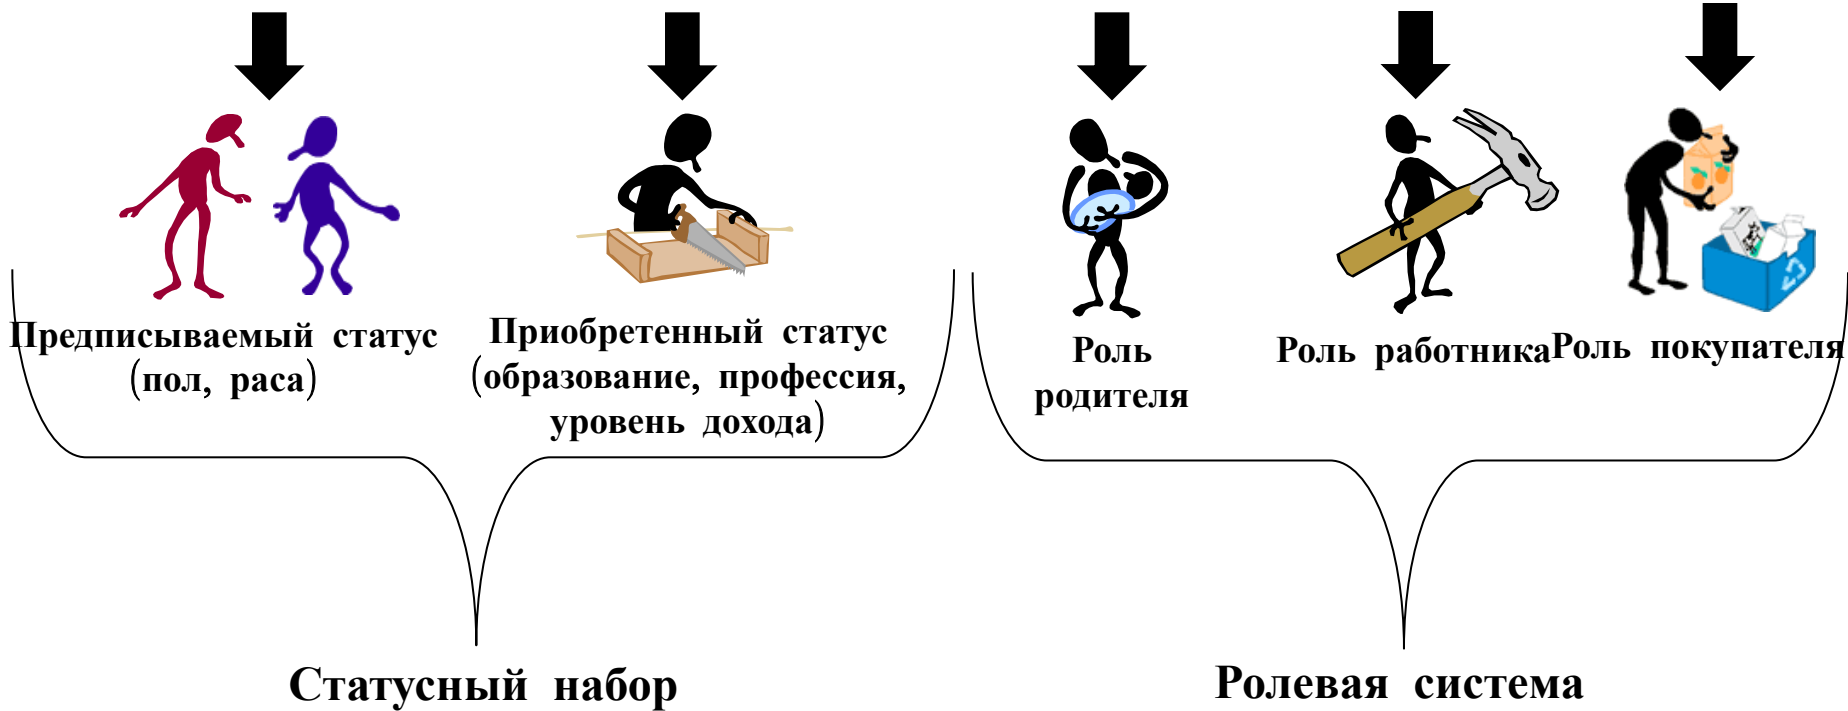 Предписываемый статус
(пол, раса)
Приобретенный статус
(образование, профессия,
уровень дохода)
Роль
родителя
Роль работника
Роль покупателя
Статусный набор
Ролевая система